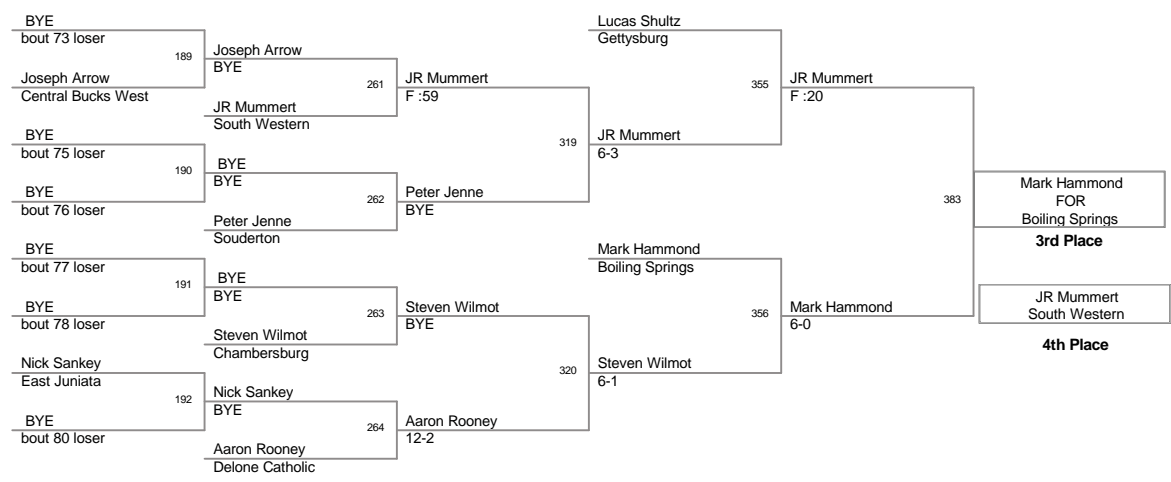 BYE
bout 73 loser
189
Joseph Arrow
Central Bucks West
BYE
bout 75 loser
190
BYE
bout 76 loser
BYE
bout 77 loser
191
BYE
bout 78 loser
Nick Sankey
East Juniata
192
BYE
bout 80 loser
Joseph Arrow
BYE
261
JR Mummert
South Western
BYE
BYE
262
Peter Jenne
Souderton
BYE
BYE
263
Steven Wilmot
Chambersburg
Nick Sankey
BYE
264
Aaron Rooney
Delone Catholic
JR Mummert
F :59
319
Peter Jenne
BYE
Steven Wilmot
BYE
320
Aaron Rooney
12-2
Lucas Shultz
Gettysburg
355
JR Mummert
6-3
Mark Hammond
Boiling Springs
356
Steven Wilmot
6-1
JR Mummert
F :20
383
Mark Hammond
6-0
Mark Hammond
FOR
Boiling Springs
3rd Place
JR Mummert
South Western
4th Place